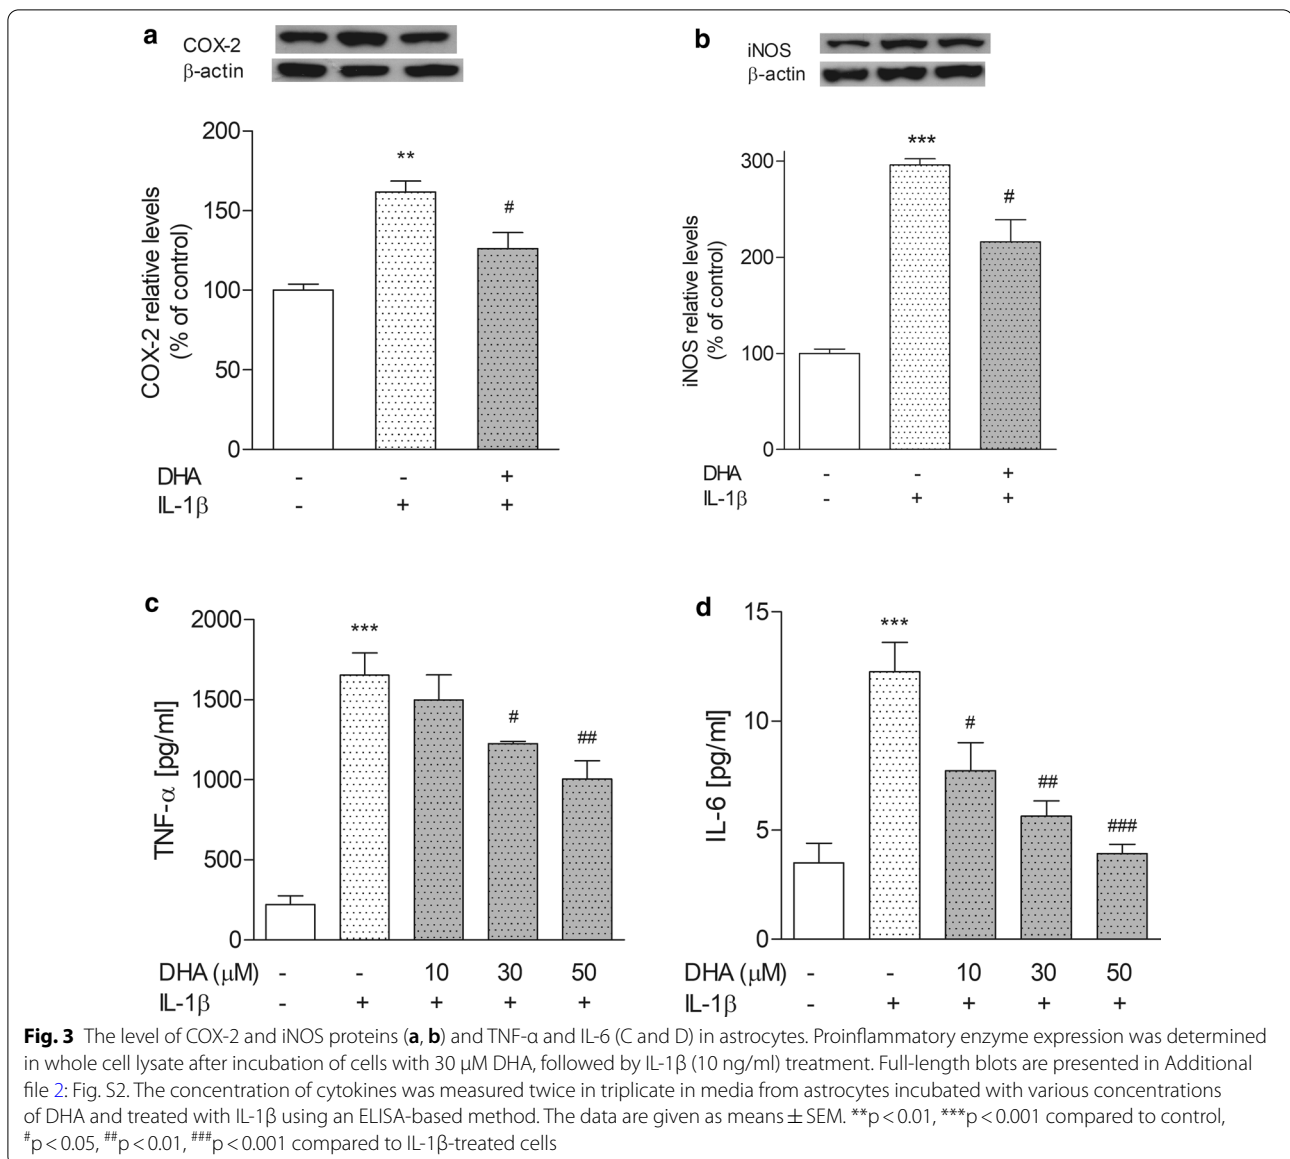 a
COX-2
β-actin
200
150
100
50
0
COX-2 relative levels
(% of control)
**
#
DHA - - +
IL-1β - + +
b
iNOS
β-actin
300
200
100
0
iNOS relative levels
(% of control)
***
#
DHA - - +
IL-1β - + +
c
2000
1500
1000
500
0
TNF-α [pg/ml]
***
#
##
DHA (μM) - - 10 30 50
IL-1β - + + + +
d
15
10
5
0
IL-6 [pg/ml]
***
#
##
###
DHA (μM) - - 10 30 50
IL-1β - + + + +
Fig. 3 The level of COX-2 and iNOS proteins (a, b) and TNF-α and IL-6 (C and D) in astrocytes. Proinflammatory enzyme expression was determined
in whole cell lysate after incubation of cells with 30 μM DHA, followed by IL-1β (10 ng/ml) treatment. Full-length blots are presented in Additional
file 2: Fig. S2. The concentration of cytokines was measured twice in triplicate in media from astrocytes incubated with various concentrations
of DHA and treated with IL-1β using an ELISA-based method. The data are given as means ± SEM. **p < 0.01, ***p < 0.001 compared to control,
#p < 0.05, ##p < 0.01, ###p < 0.001 compared to IL-1β-treated cells